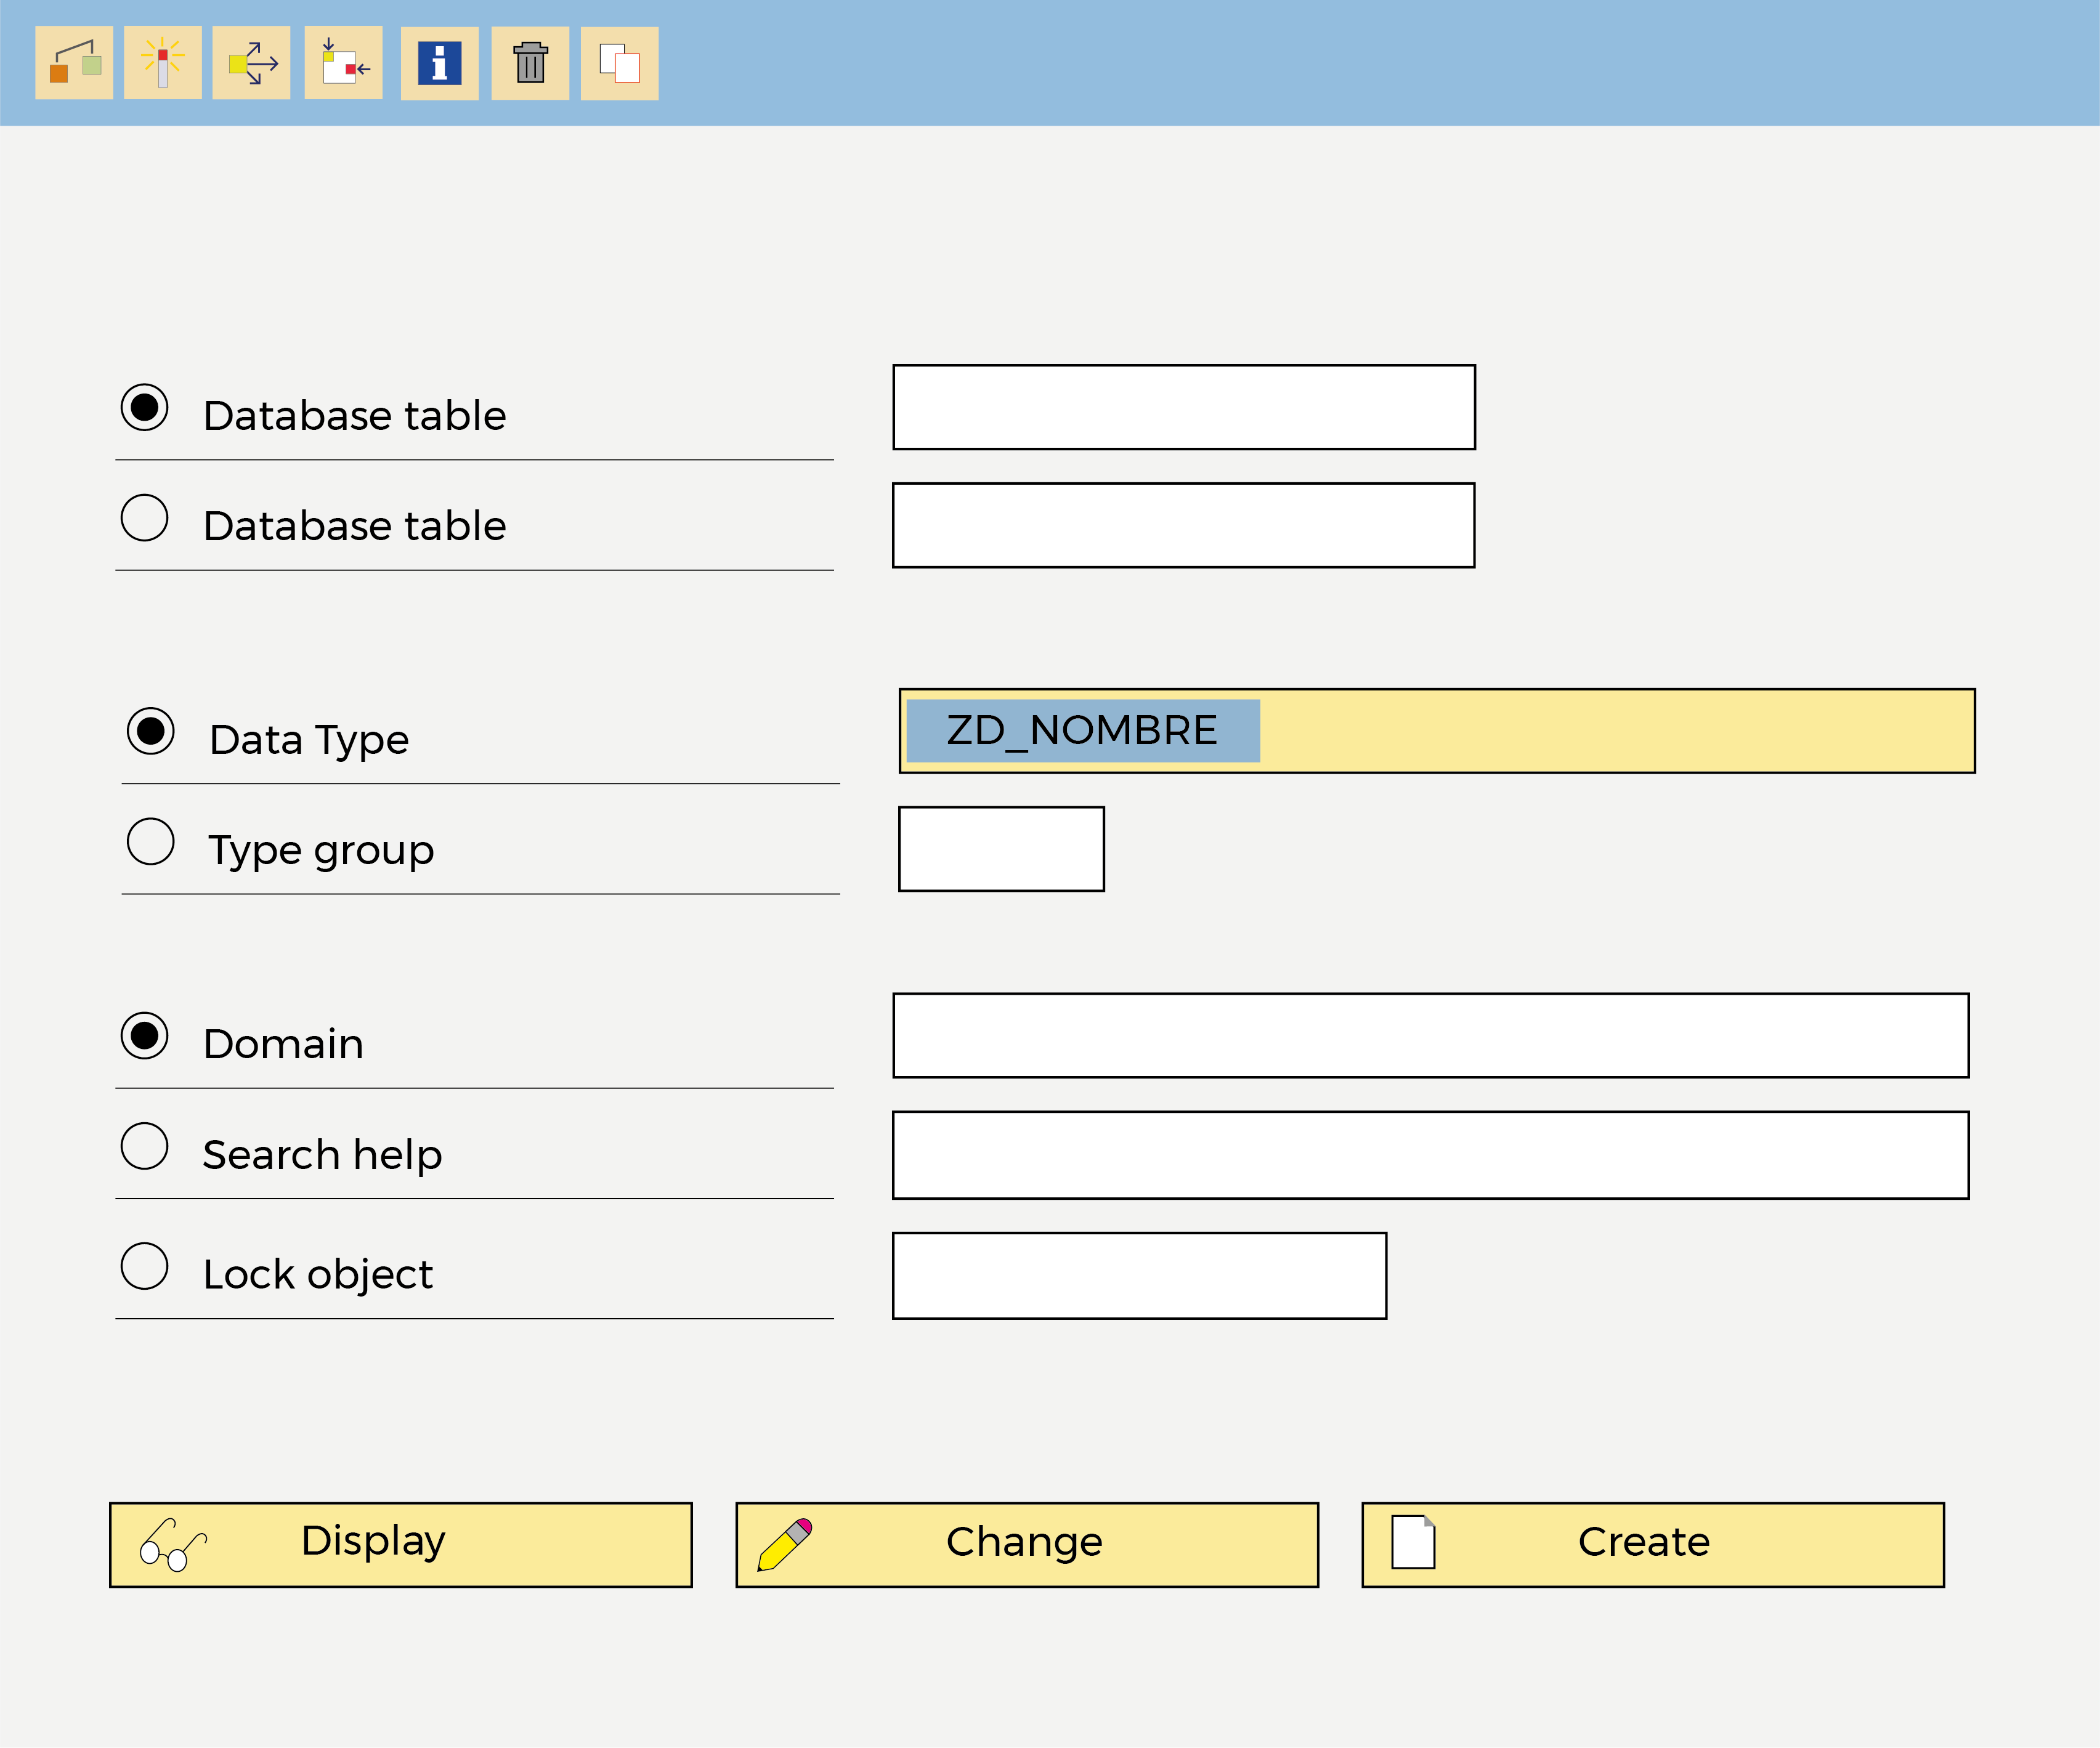 Database table
Database table
Data Type
ZD_NOMBRE
Type group
Domain
Search help
Lock object
Display
Change
Create